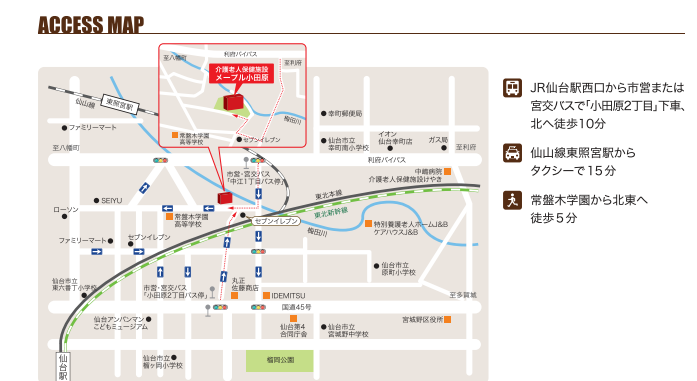 ACCESS MAP
利府バイパス
至八幡町
至利府
介護老人保健施設
メープル小田原
梅田川
常盤木学園
高等学校
セブンイレブン
仙山線
東照宮駅
ファミリーマート
至八幡町
幸町郵便局
仙台市立
幸町南小学校
イオン
仙台幸町店
ガス局
至利府
利府バイパス
市営・宮交バス
「中江1丁目バス停」
中嶋病院
介護老人保健施設けやき
SEIYU
ローソン
常盤木学園
高等学校
東北本線
東北新幹線
セブンイレブン
梅田川
特別養護老人ホームJ&B
ケアハウスJ&B
ファミリーマート
セブンイレブン
仙台市立
原町小学校
仙台市立
東六番丁小学校
市営・宮交バス
「小田原2丁目バス停」
丸正
佐藤商店
IDEMITSU
国道45号
至多賀城
仙台アンパンマン
こどもミュージアム
仙台第4
合同庁舎
仙台市立
宮城野中学校
宮城野区役所
仙台駅
仙台市立
榴ヶ岡小学校
榴岡公園
JR仙台駅西口から市営または
宮交バスで「小田原2丁目」下車、
北へ徒歩10分
仙山線東照宮駅から
タクシーで15分
常盤木学園から北東へ
徒歩5分